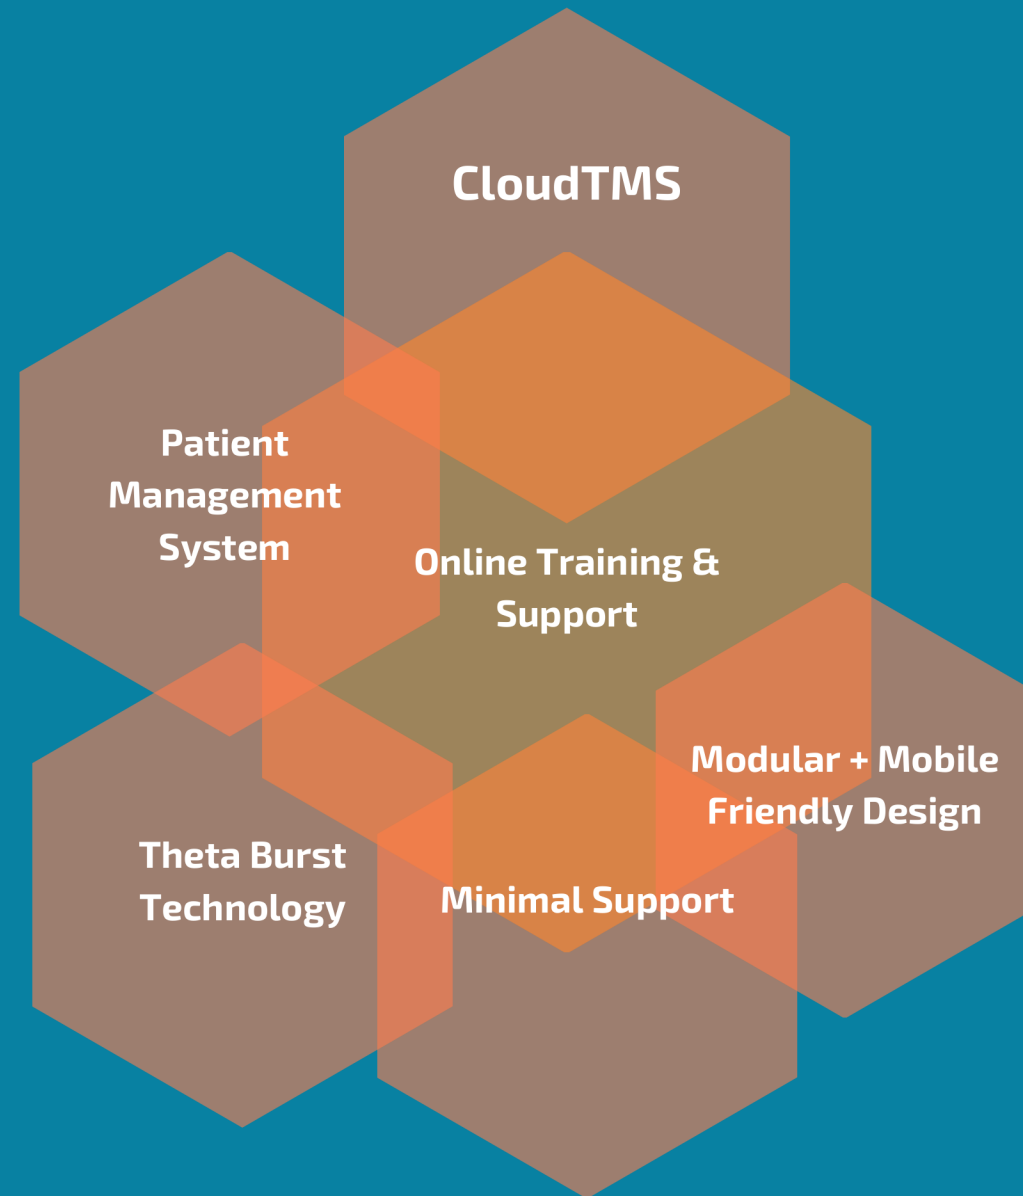 CloudTMS
Patient
Management
System
Online Training &
Support
Modular + Mobile
Friendly Design
Theta Burst
Technology
Minimal Support